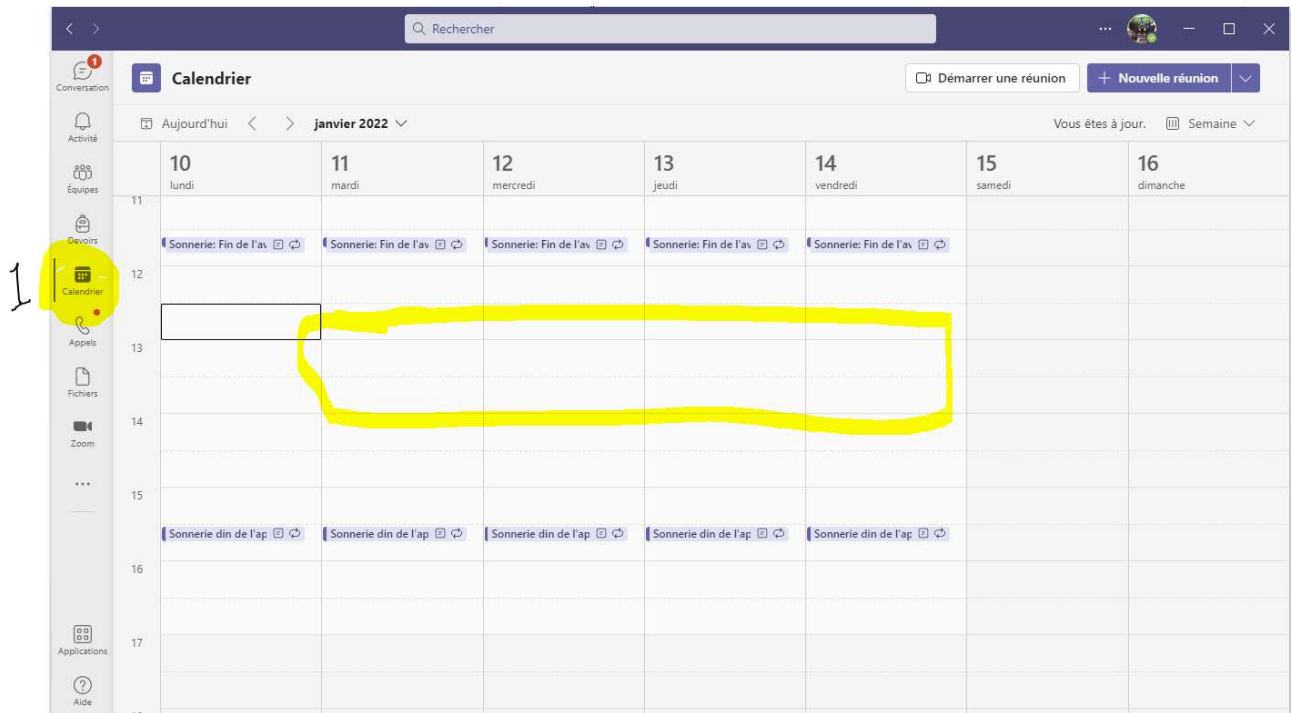 Rechercher
1
Conversation
Calendrier
Démarrer une réunion
Nouvelle réunion
Activité
Aujourd'hui
janvier 2022
Vous êtes à jour.
Semaine
Équipes
10
11
12
13
14
15
16
lundi
mardi
mercredi
jeudi
vendredi
samedi
dimanche
11
Devoirs
Sonnerie: Fin de l'av
Sonnerie: Fin de l'av
Sonnerie: Fin de l'av
Sonnerie: Fin de l'av
Sonnerie: Fin de l'av
1
Calendrier
12
Appels
13
Fichiers
14
Zoom
15
Sonnerie din de l'ap
Sonnerie din de l'ap
Sonnerie din de l'ap
Sonnerie din de l'ap
Sonnerie din de l'ap
16
Applications
17
Aide